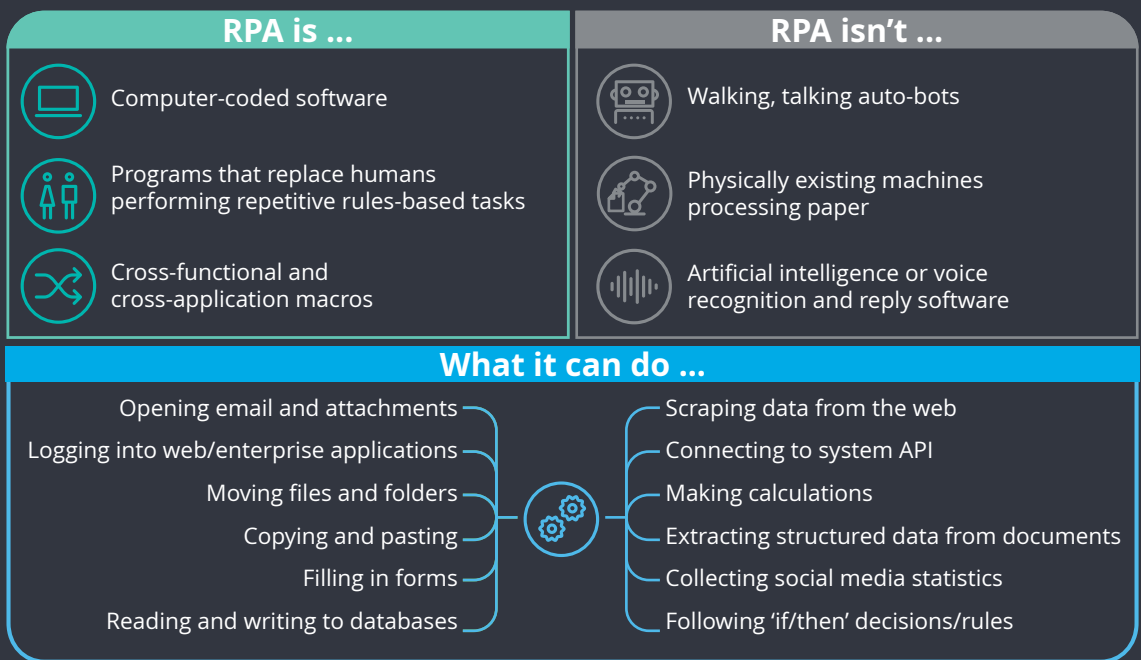 RPA is ...
Computer-coded software
Programs that replace humans
performing repetitive rules-based tasks
Cross-functional and
cross-application macros
RPA isn’t ...
Walking, talking auto-bots
Physically existing machines
processing paper
Artificial intelligence or voice
recognition and reply software
What it can do ...
Opening email and attachments
Logging into web/enterprise applications
Moving files and folders
Copying and pasting
Filling in forms
Reading and writing to databases
Scraping data from the web
Connecting to system API
Making calculations
Extracting structured data from documents
Collecting social media statistics
Following ‘if/then’ decisions/rules